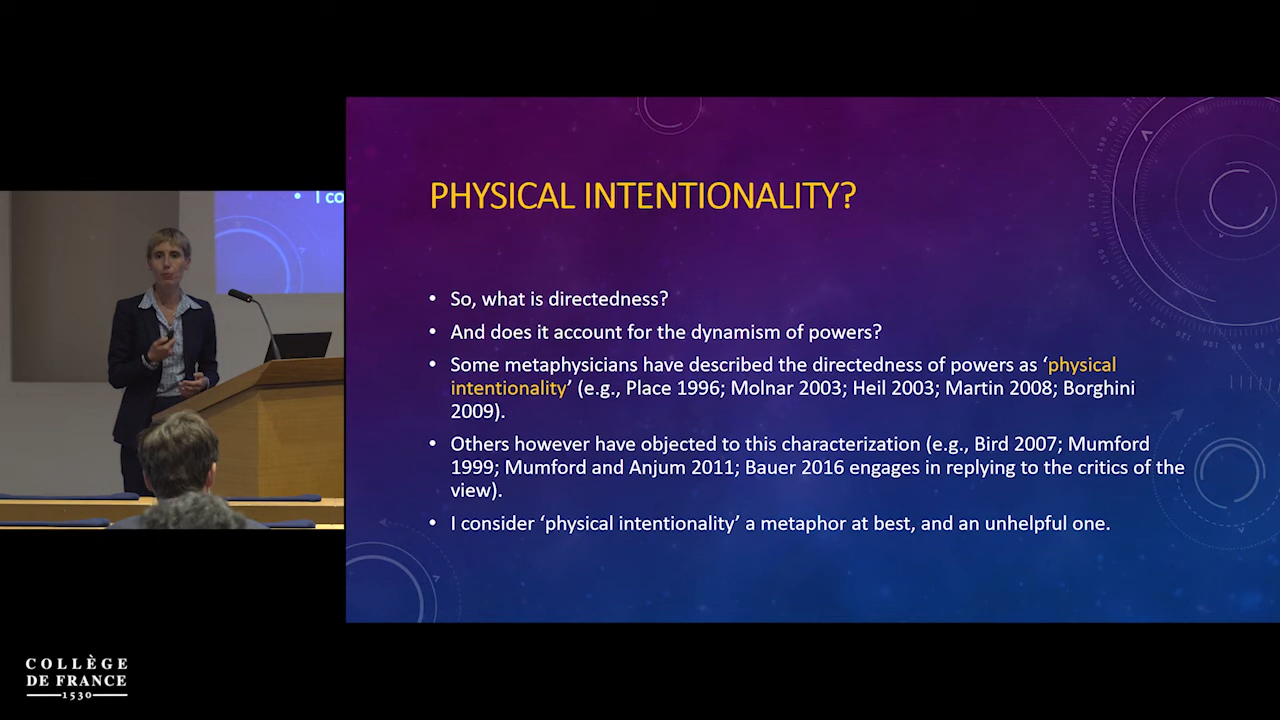 • I co
PHYSICAL INTENTIONALITY?
• So, what is directedness?
• And does it account for the dynamism of powers?
• Some metaphysicians have described the directedness of powers as ‘physical
intentionality’ (e.g., Place 1996; Molnar 2003; Heil 2003; Martin 2008; Borghini
2009).
• Others however have objected to this characterization (e.g., Bird 2007; Mumford
1999; Mumford and Anjum 2011; Bauer 2016 engages in replying to the critics of the
view).
• I consider ‘physical intentionality’ a metaphor at best, and an unhelpful one.
COLLÈGE
DE FRANCE
1530